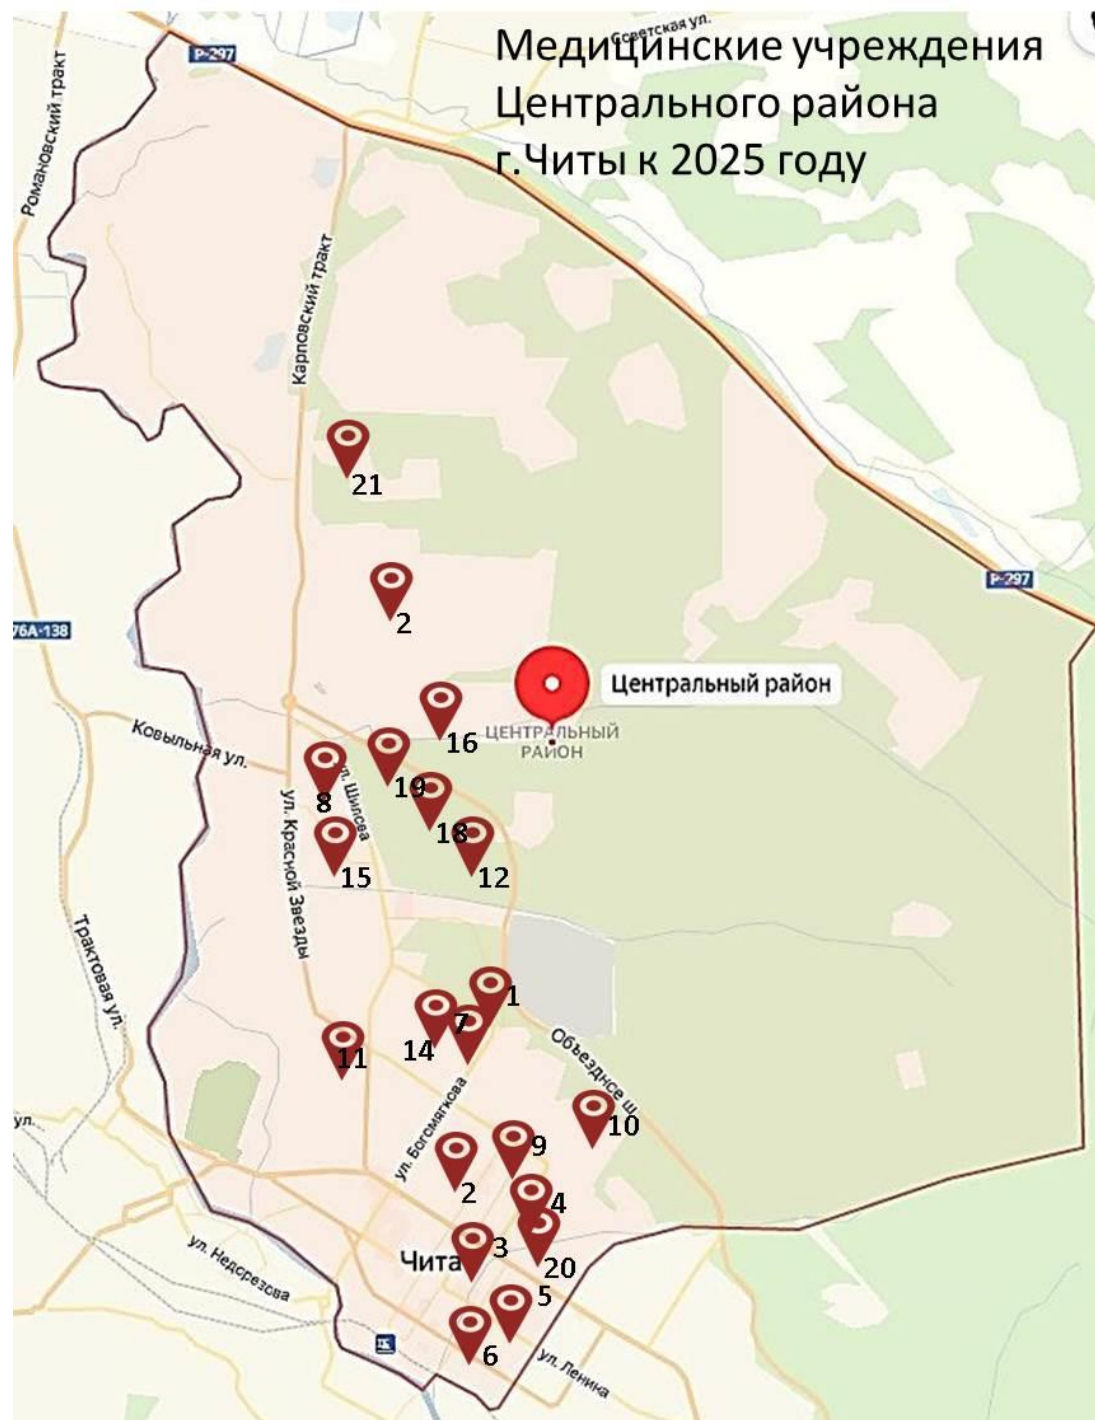 Советская ул.
Медицинские учреждения
Центрального района
г.Читы к 2025 году
Р-297
Романовский тракт
Карповский тракт
21
Р-297
2
76А-138
Центральный район
ЦЕНТРАЛЬНЫЙ
РАЙОН
16
Ковыльная ул.
19
8
ул. Шилова
18
15
12
ул. Красной Звезды
Трактовая ул.
1
7
14
11
Объездное ш.
ул. Богомягкова
10
ул.
9
2
4
3
Чита
20
ул. Недорезова
5
6
ул. Ленина